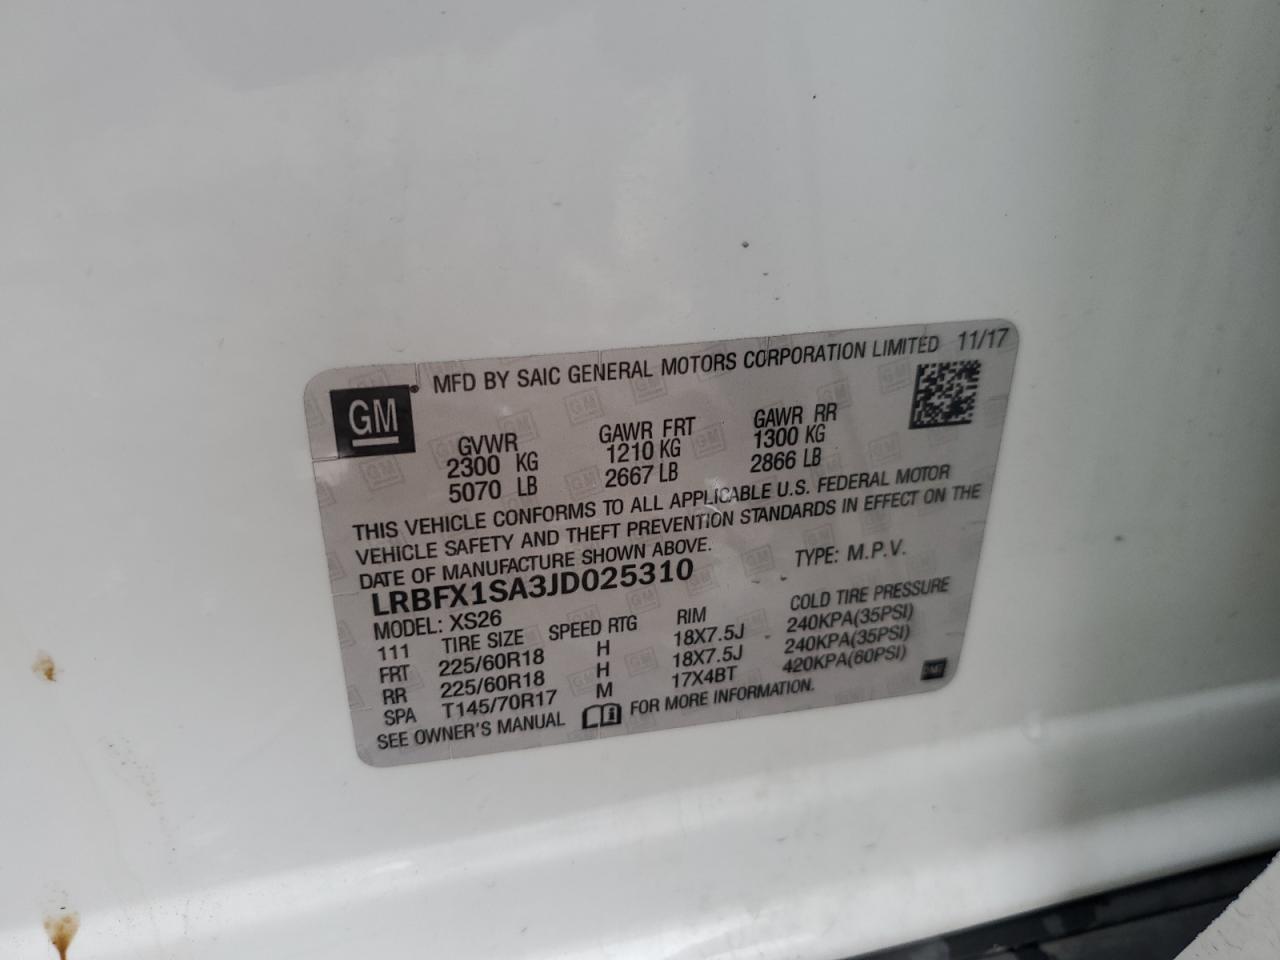 MFD BY SAIC GENERAL MOTORS CORPORATION LIMITED 11/17
GM
GVWR GAWR FRT GAWR RR
2300 KG 1210 KG 1300 KG
5070 LB 2667 LB 2866 LB
THIS VEHICLE CONFORMS TO ALL APPLICABLE U.S. FEDERAL MOTOR
VEHICLE SAFETY AND THEFT PREVENTION STANDARDS IN EFFECT ON THE
DATE OF MANUFACTURE SHOWN ABOVE.
LRBFX1SA3JD025310 TYPE: M.P.V.
MODEL: XS26
111 TIRE SIZE SPEED RTG RIM COLD TIRE PRESSURE
FRT 225/60R18 H 18X7.5J 240KPA(35PSI)
RR 225/60R18 H 18X7.5J 240KPA(35PSI)
SPA T145/70R17 M 17X4BT 420KPA(60PSI)
SEE OWNER'S MANUAL FOR MORE INFORMATION.